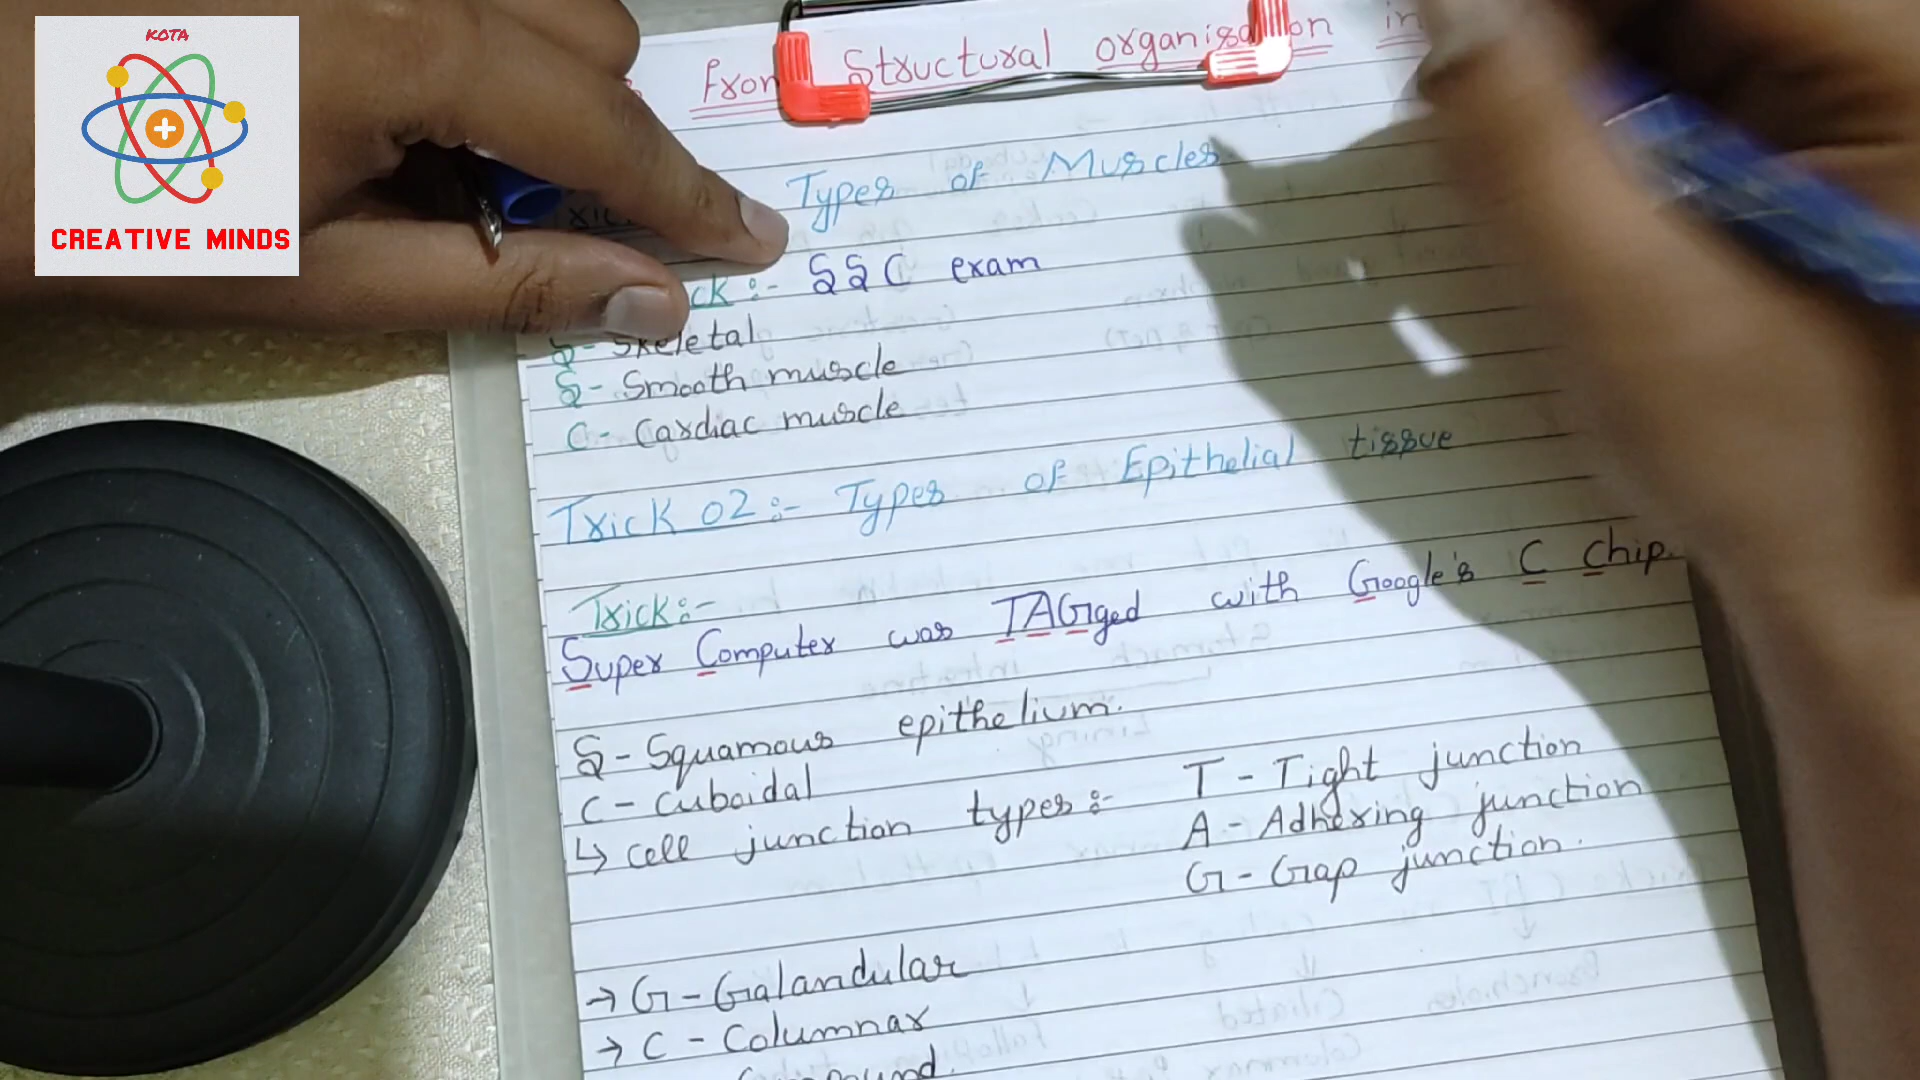 KOTA
CREATIVE MINDS
from Structural organisation in
Types of Muscles
ck :- SSC exam
S- Skeletal
S- Smooth muscle
C- Cardiac muscle
Trick 02:- Types of Epithelial tissue
Trick:-
Super Computer was TAGged with Google's C Chip.
S - Squamous epithelium.
C - Cuboidal
↳ cell junction types :- T - Tight junction
A - Adhering junction
G - Gap junction.
→ G - Galandular
→ C - Columnar